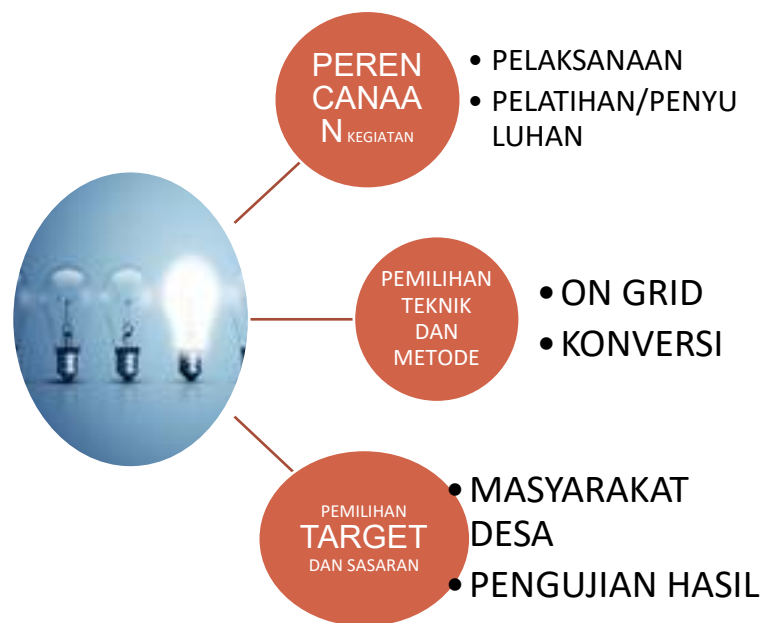 PEREN
CANAA
N KEGIATAN
• PELAKSANAAN
• PELATIHAN/PENYU
LUHAN
PEMILIHAN
TEKNIK
DAN
METODE
• ON GRID
• KONVERSI
PEMILIHAN
TARGET
DAN SASARAN
• MASYARAKAT
DESA
• PENGUJIAN HASIL